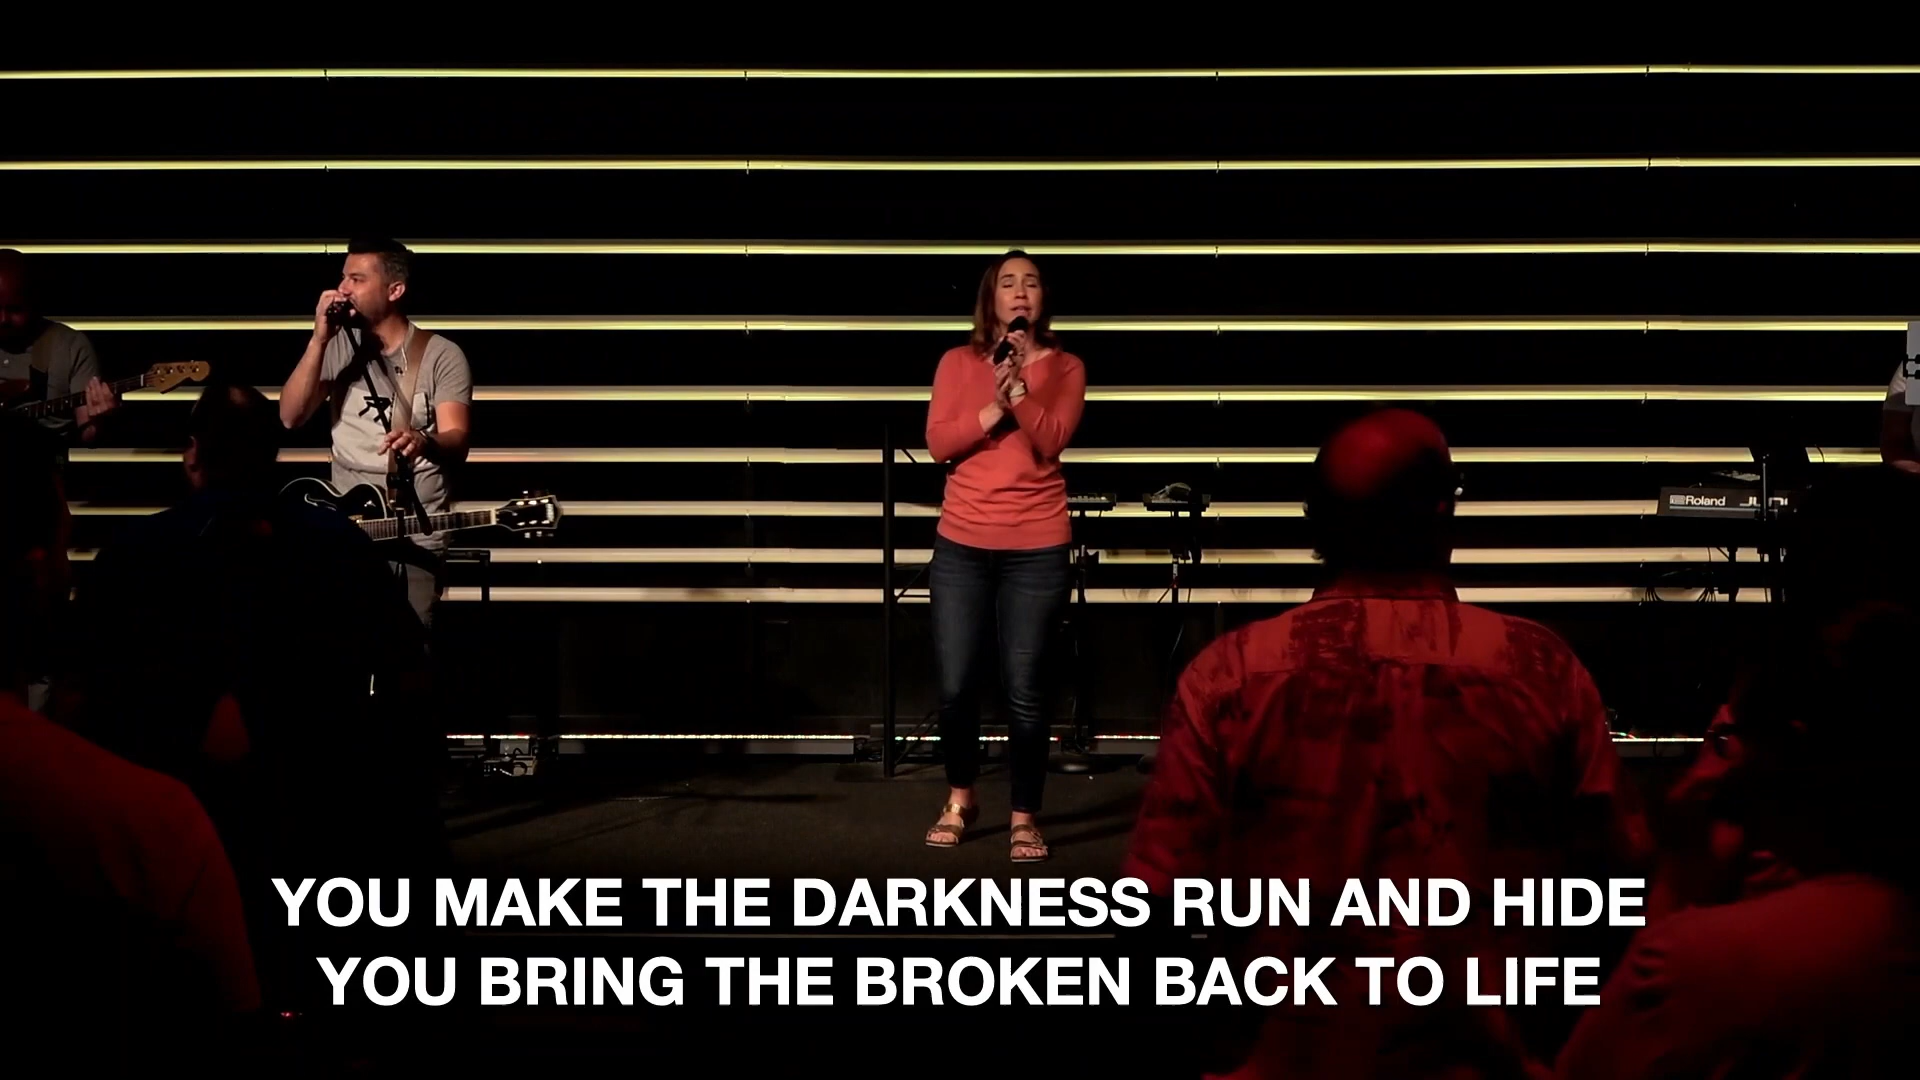 Roland
YOU MAKE THE DARKNESS RUN AND HIDE
YOU BRING THE BROKEN BACK TO LIFE